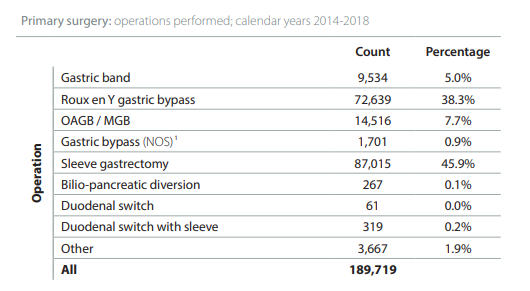 Primary surgery: operations performed; calendar years 2014-2018
Count Percentage
Operation
Gastric band 9,534 5.0%
Roux en Y gastric bypass 72,639 38.3%
OAGB / MGB 14,516 7.7%
Gastric bypass (NOS) ¹ 1,701 0.9%
Sleeve gastrectomy 87,015 45.9%
Bilio-pancreatic diversion 267 0.1%
Duodenal switch 61 0.0%
Duodenal switch with sleeve 319 0.2%
Other 3,667 1.9%
All 189,719